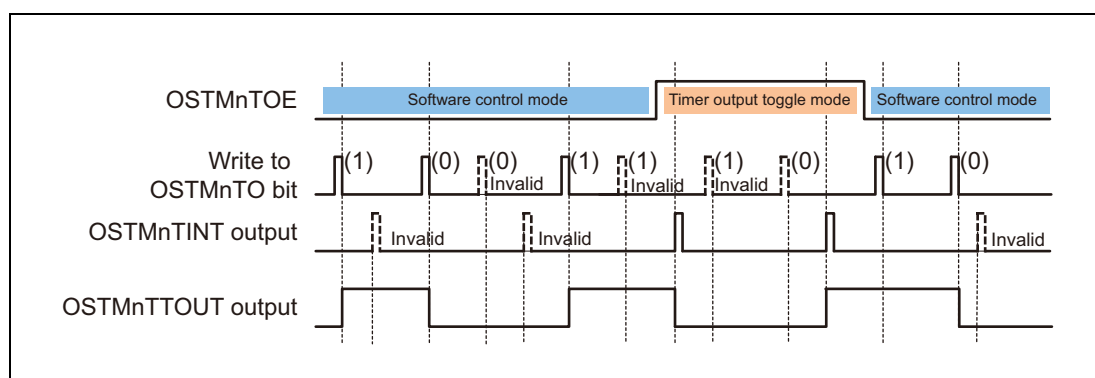 OSTMnTOE
Software control mode
Timer output toggle mode
Software control mode
Write to
OSTMnTO bit
(1)
(0)
(0)
Invalid
(1)
(1)
Invalid
(1)
Invalid
(0)
(1)
(0)
OSTMnTINT output
Invalid
Invalid
Invalid
OSTMnTTOUT output